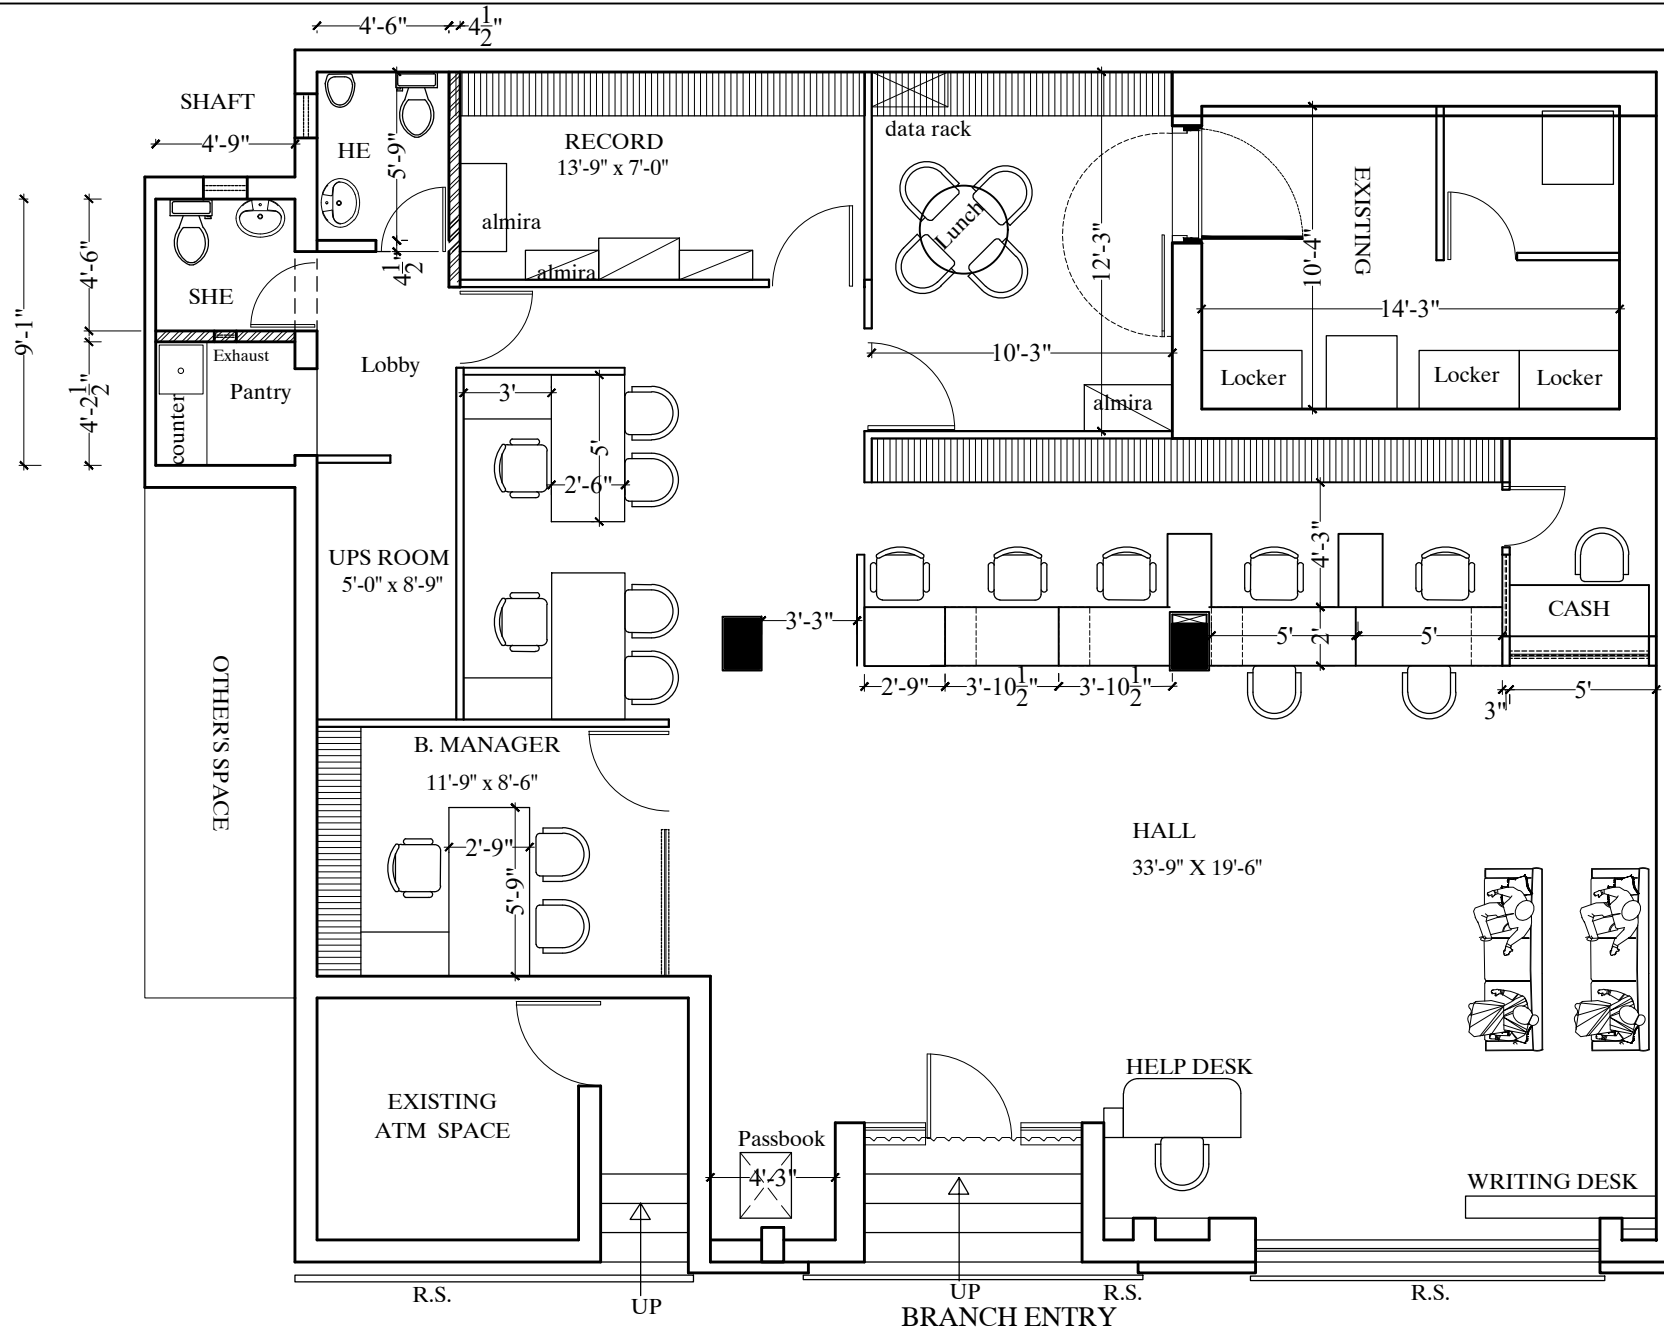 4'-6" 4 1/2"
SHAFT
4'-9"
HE
5'-9"
4 1/2"
RECORD
13'-9" x 7'-0"
almira
almira
data rack
Lunch
12'-3"
10'-3"
almira
EXISTING
10'-4"
14'-3"
Locker
Locker
Locker
9'-1"
4'-6"
4'-2 1/2"
SHE
Exhaust
Pantry
counter
Lobby
3'
5'
2'-6"
UPS ROOM
5'-0" x 8'-9"
OTHER'S SPACE
3'-3"
4'-3"
2'
5'
5'
CASH
2'-9" 3'-10 1/2" 3'-10 1/2"
3"
5'
B. MANAGER
11'-9" x 8'-6"
2'-9"
5'-9"
HALL
33'-9" X 19'-6"
EXISTING
ATM SPACE
Passbook
4'-3"
HELP DESK
WRITING DESK
R.S.
UP
UP
R.S.
R.S.
BRANCH ENTRY